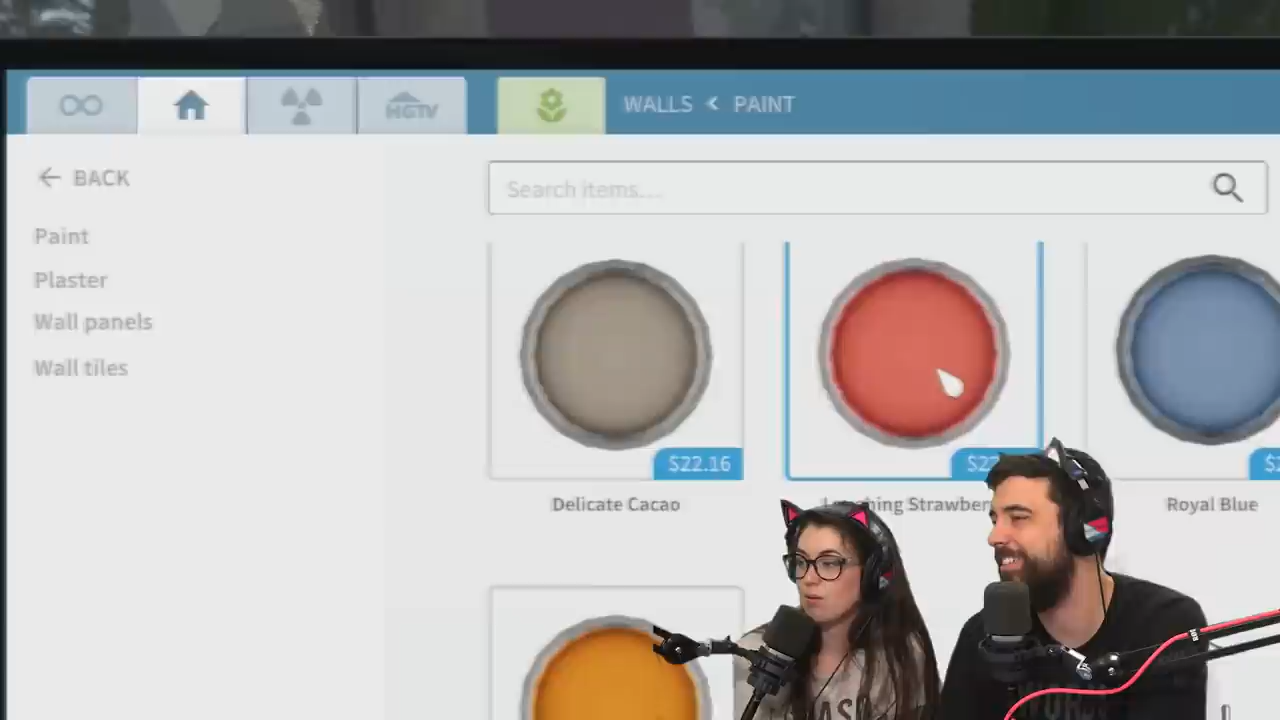 HGTV
WALLS < PAINT
← BACK
Search items...
Paint
Plaster
Wall panels
Wall tiles
$22.16
Delicate Cacao
Royal Blue